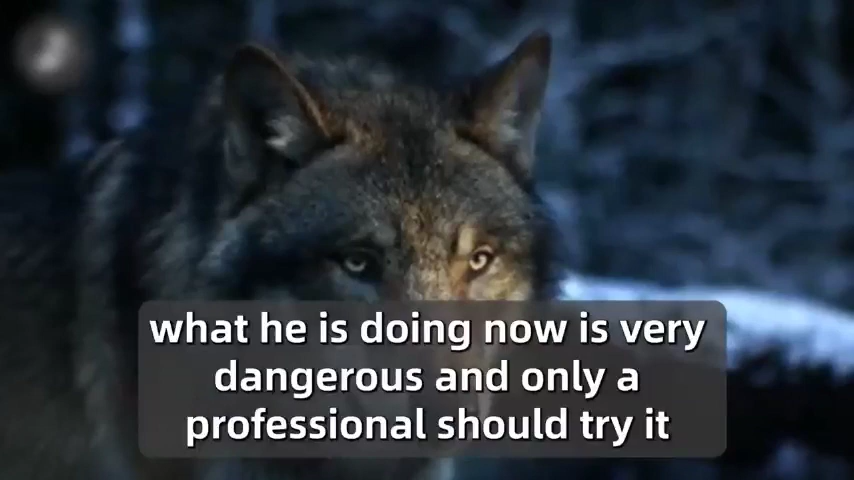 what he is doing now is very
dangerous and only a
professional should try it